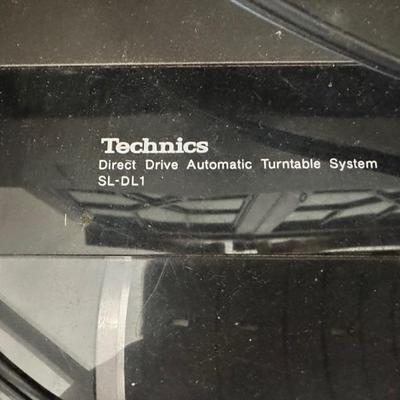 Technics
Direct Drive Automatic Turntable System
SL-DL1